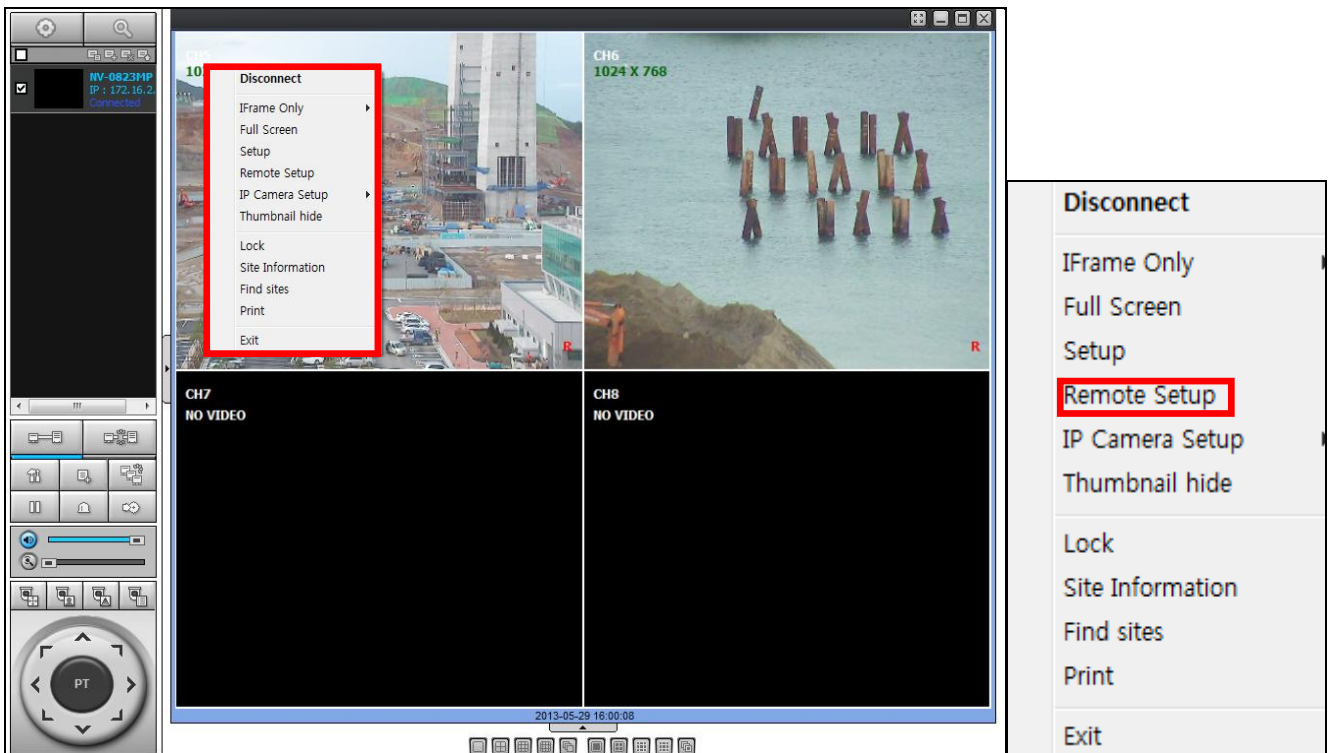 NV-0823MP
IP : 172.16.2.
Connected
CH5
10
Disconnect
IFrame Only
Full Screen
Setup
Remote Setup
IP Camera Setup
Thumbnail hide
Lock
Site Information
Find sites
Print
Exit
R
CH6
1024 X 768
R
CH7
NO VIDEO
CH8
NO VIDEO
2013-05-29 16:00:08
PT
Disconnect
IFrame Only
Full Screen
Setup
Remote Setup
IP Camera Setup
Thumbnail hide
Lock
Site Information
Find sites
Print
Exit